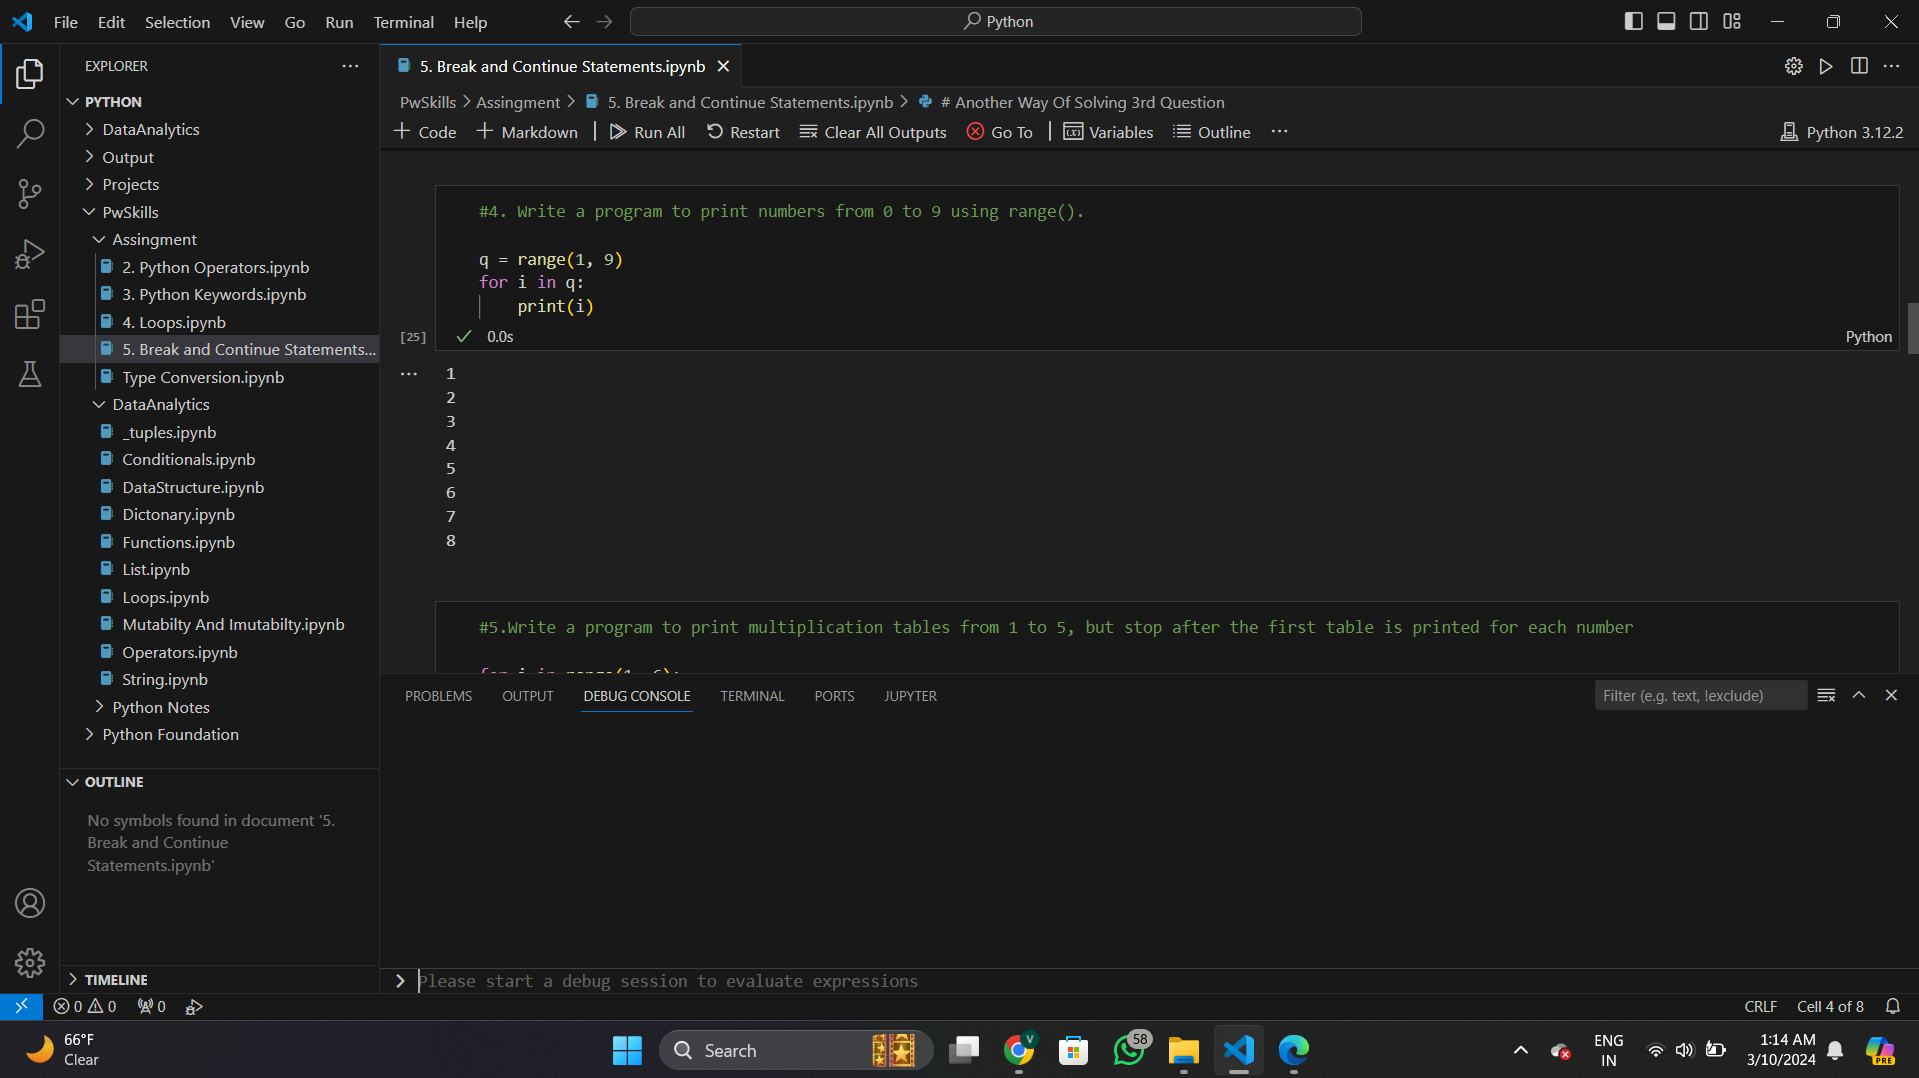 File Edit Selection View Go Run Terminal Help
Python
EXPLORER
PYTHON
DataAnalytics
Output
Projects
PwSkills
Assingment
2. Python Operators.ipynb
3. Python Keywords.ipynb
4. Loops.ipynb
5. Break and Continue Statements...
Type Conversion.ipynb
DataAnalytics
_tuples.ipynb
Conditionals.ipynb
DataStructure.ipynb
Dictonary.ipynb
Functions.ipynb
List.ipynb
Loops.ipynb
Mutabilty And Imutabilty.ipynb
Operators.ipynb
String.ipynb
Python Notes
Python Foundation
OUTLINE
No symbols found in document '5.
Break and Continue
Statements.ipynb'
TIMELINE
5. Break and Continue Statements.ipynb
PwSkills > Assingment > 5. Break and Continue Statements.ipynb > # Another Way Of Solving 3rd Question
+ Code + Markdown | Run All Restart Clear All Outputs Go To | Variables Outline ...
Python 3.12.2
#4. Write a program to print numbers from 0 to 9 using range().
q = range(1, 9)
for i in q:
print(i)
[25] 0.0s Python
1
2
3
4
5
6
7
8
#5.Write a program to print multiplication tables from 1 to 5, but stop after the first table is printed for each number
for i in range(1, 6):
PROBLEMS OUTPUT DEBUG CONSOLE TERMINAL PORTS JUPYTER
Filter (e.g. text, !exclude)
Please start a debug session to evaluate expressions
0 0 0
CRLF Cell 4 of 8
66°F
Clear
Search
V
58
ENG
IN
1:14 AM
3/10/2024
PRE